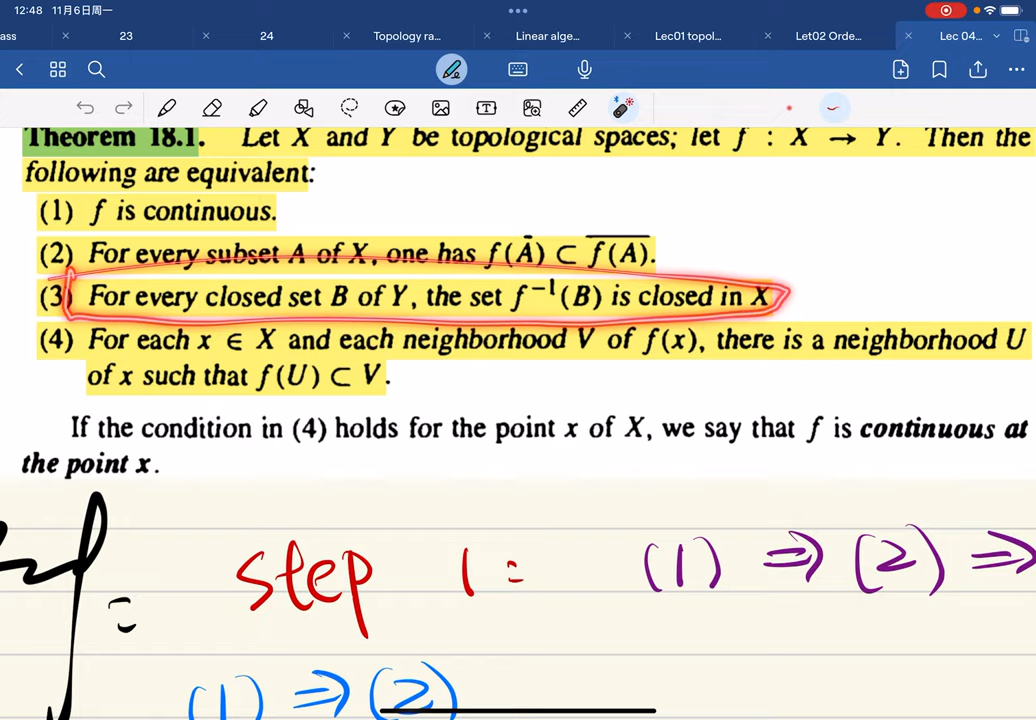 12:48 11月6日周一
ass 23 24 Topology ra... Linear alge... Lec01 topol... Let02 Orde... Lec 04...
Theorem 18.1. Let X and Y be topological spaces; let f : X → Y. Then the
following are equivalent:
(1) f is continuous.
(2) For every subset A of X, one has f(Ā) ⊂ \overline{f(A)}.
(3) For every closed set B of Y, the set f⁻¹(B) is closed in X
(4) For each x ∈ X and each neighborhood V of f(x), there is a neighborhood U
of x such that f(U) ⊂ V.
If the condition in (4) holds for the point x of X, we say that f is continuous at
the point x.
step 1: (1) ⇒ (2) ⇒
(1) ⇒ (2)